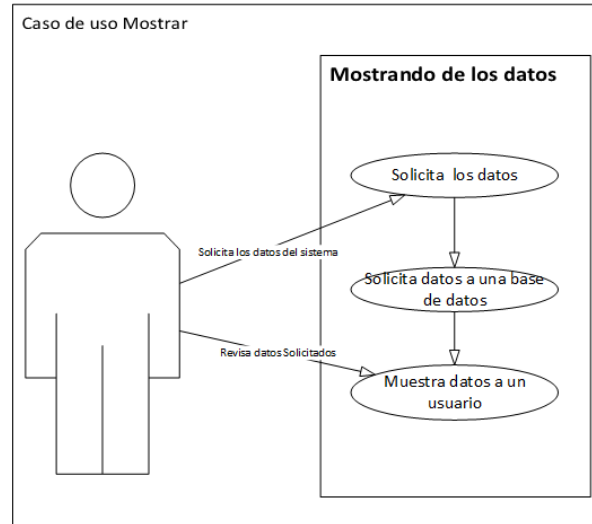 Caso de uso Mostrar
Mostrando de los datos
Solicita los datos
Solicita los datos del sistema
Solicita datos a una base
de datos
Revisa datos Solicitados
Muestra datos a un
usuario